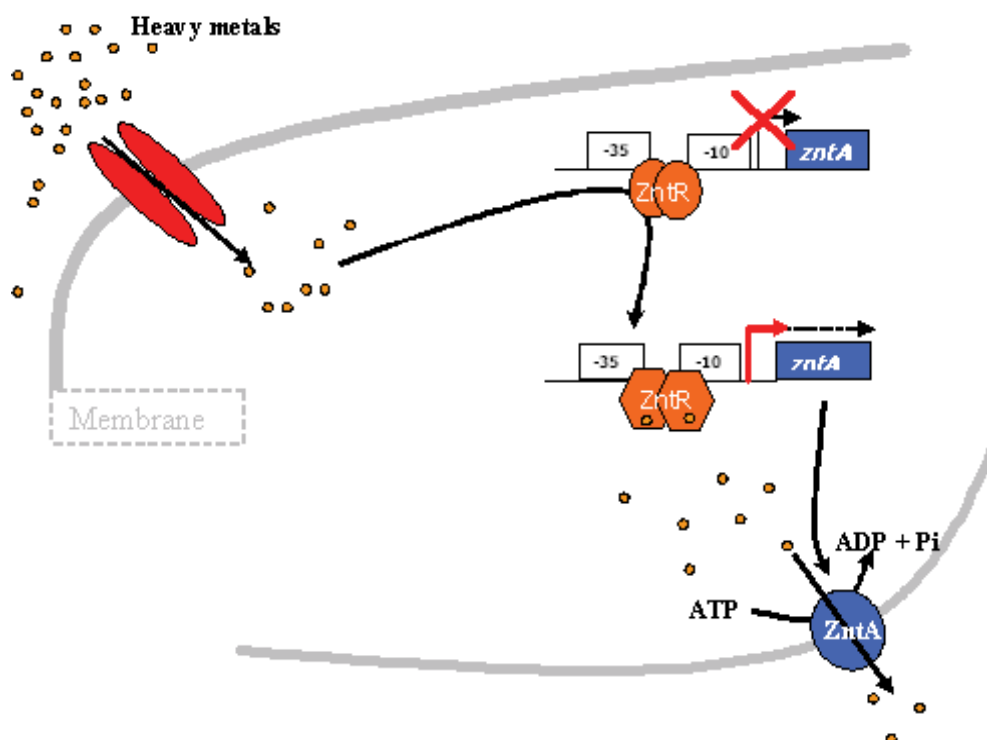 Heavy metals
-35
-10
zntA
ZntR
-35
-10
zntA
ZntR
Membrane
ADP + Pi
ATP
ZntA